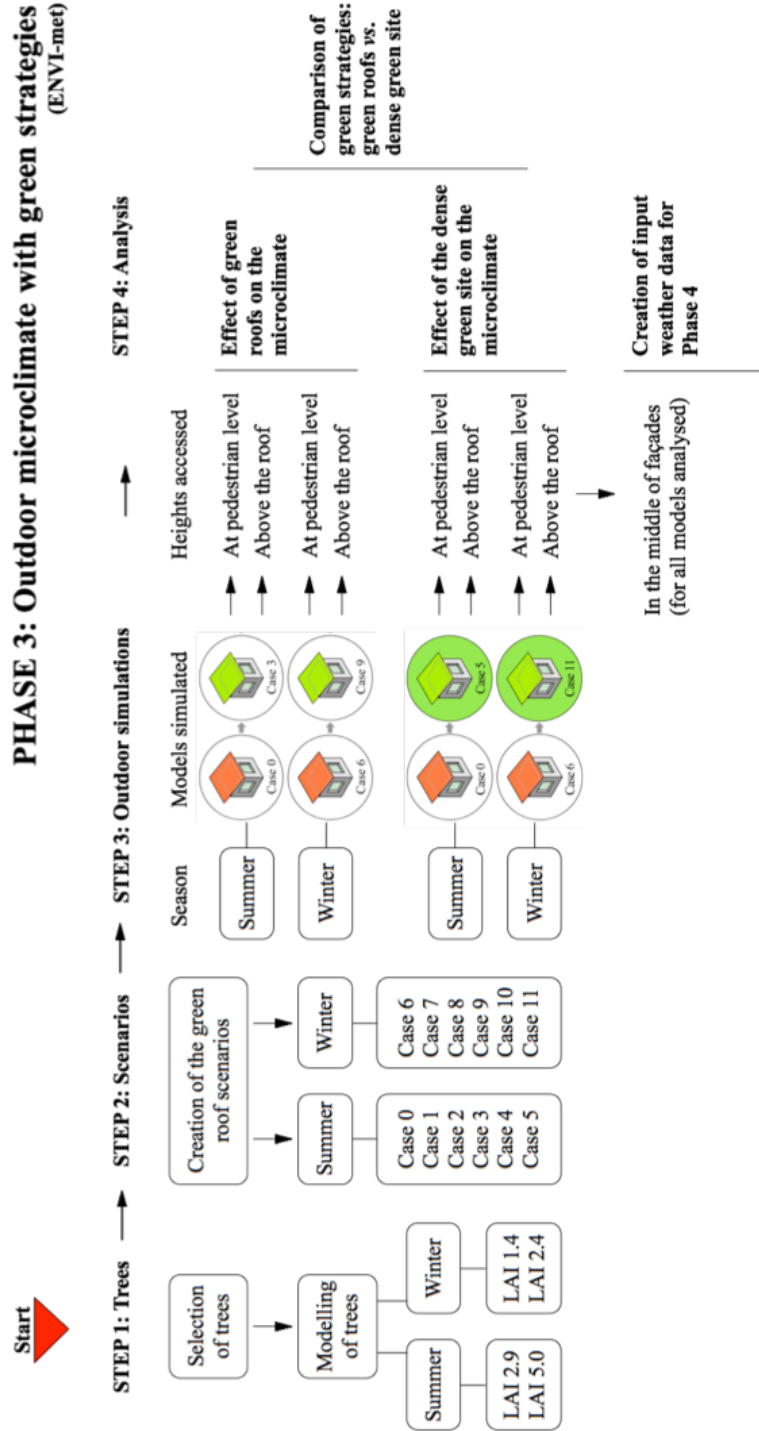 PHASE 3: Outdoor microclimate with green strategies
(ENVI-met)
Start
STEP 1: Trees
STEP 2: Scenarios
STEP 3: Outdoor simulations
STEP 4: Analysis
Selection
of trees
Modelling
of trees
Summer
Winter
LAI 2.9
LAI 5.0
LAI 1.4
LAI 2.4
Creation of the green
roof scenarios
Summer
Winter
Case 0
Case 1
Case 2
Case 3
Case 4
Case 5
Case 6
Case 7
Case 8
Case 9
Case 10
Case 11
Season
Models simulated
Heights accessed
Summer
Case 0
Case 3
At pedestrian level
Above the roof
Winter
Case 6
Case 9
At pedestrian level
Above the roof
Effect of green
roofs on the
microclimate
Summer
Case 0
Case 5
At pedestrian level
Above the roof
Winter
Case 6
Case 11
At pedestrian level
Above the roof
Effect of the dense
green site on the
microclimate
Comparison of
green strategies:
green roofs vs.
dense green site
In the middle of façades
(for all models analysed)
Creation of input
weather data for
Phase 4